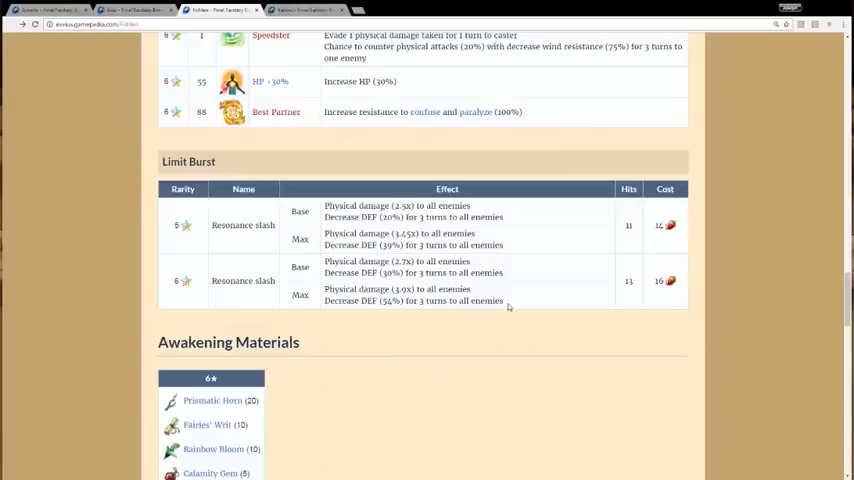 exvius.gamepedia.com/Fohlen
6 1 Speedster Evade 1 physical damage taken for 1 turn to caster
Chance to counter physical attacks (20%) with decrease wind resistance (75%) for 3 turns to
one enemy
6 55 HP +30% Increase HP (30%)
6 88 Best Partner Increase resistance to confuse and paralyze (100%)
Limit Burst
Rarity Name Effect Hits Cost
5 Resonance slash Base Physical damage (2.5x) to all enemies
Decrease DEF (20%) for 3 turns to all enemies
Max Physical damage (3.45x) to all enemies
Decrease DEF (39%) for 3 turns to all enemies
11 14
6 Resonance slash Base Physical damage (2.7x) to all enemies
Decrease DEF (30%) for 3 turns to all enemies
Max Physical damage (3.9x) to all enemies
Decrease DEF (54%) for 3 turns to all enemies
13 16
Awakening Materials
6★
Prismatic Horn (20)
Fairies' Writ (10)
Rainbow Bloom (10)
Calamity Gem (5)